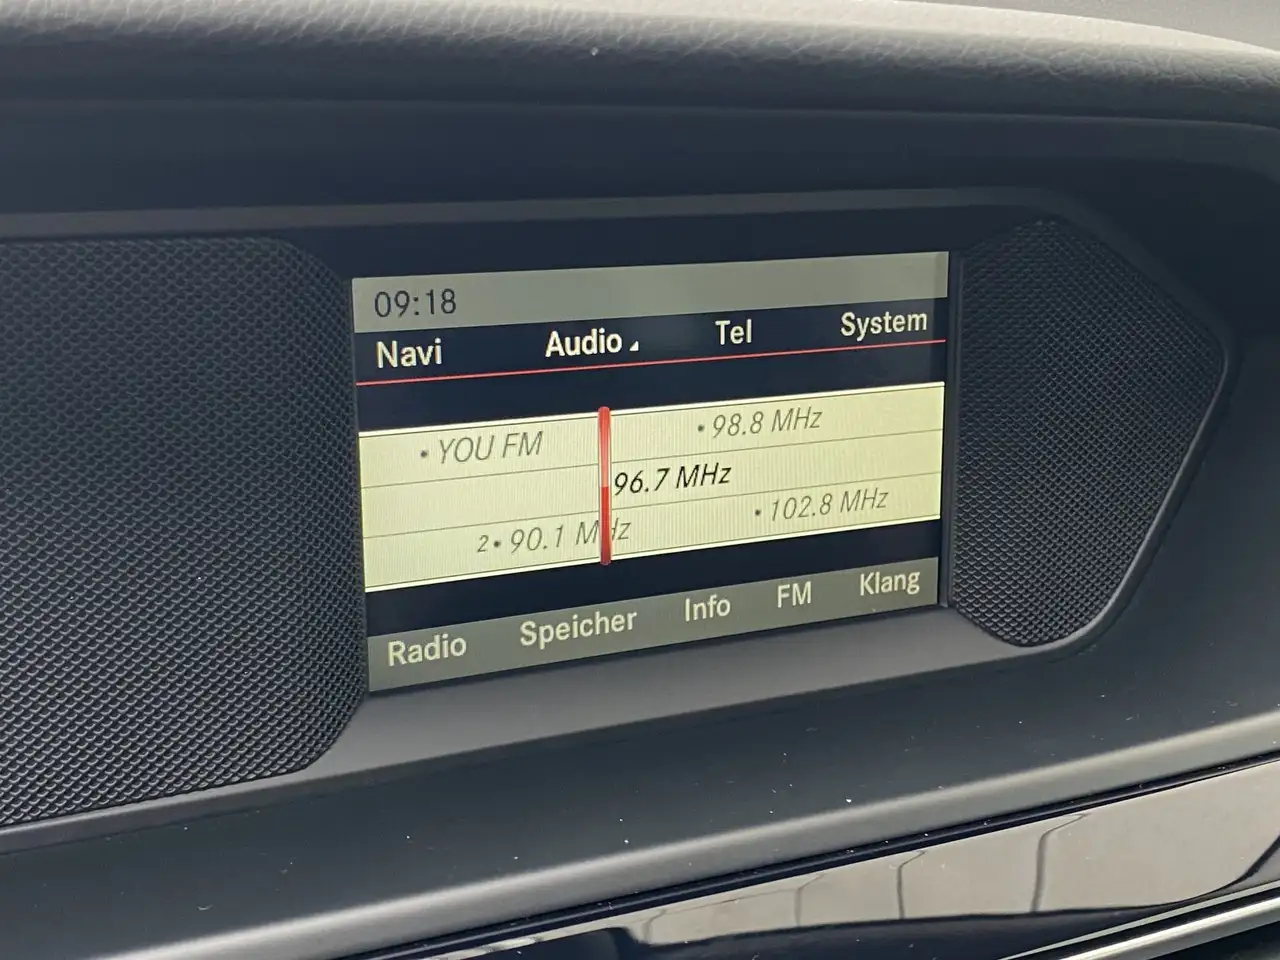 09:18
Navi Audio Tel System
• YOU FM • 98.8 MHz
96.7 MHz
2• 90.1 MHz • 102.8 MHz
Radio Speicher Info FM Klang